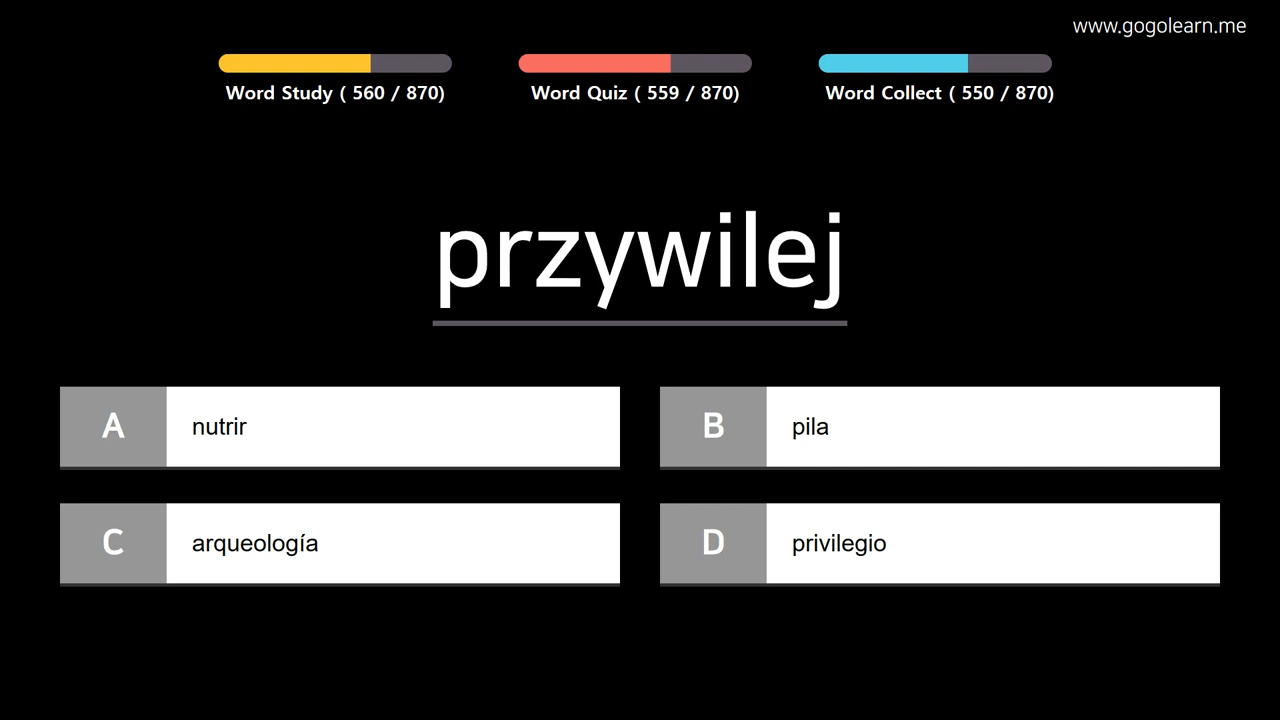 www.gogolearn.me
Word Study ( 560 / 870)
Word Quiz ( 559 / 870)
Word Collect ( 550 / 870)
przywilej
A nutrir
B pila
C arqueología
D privilegio